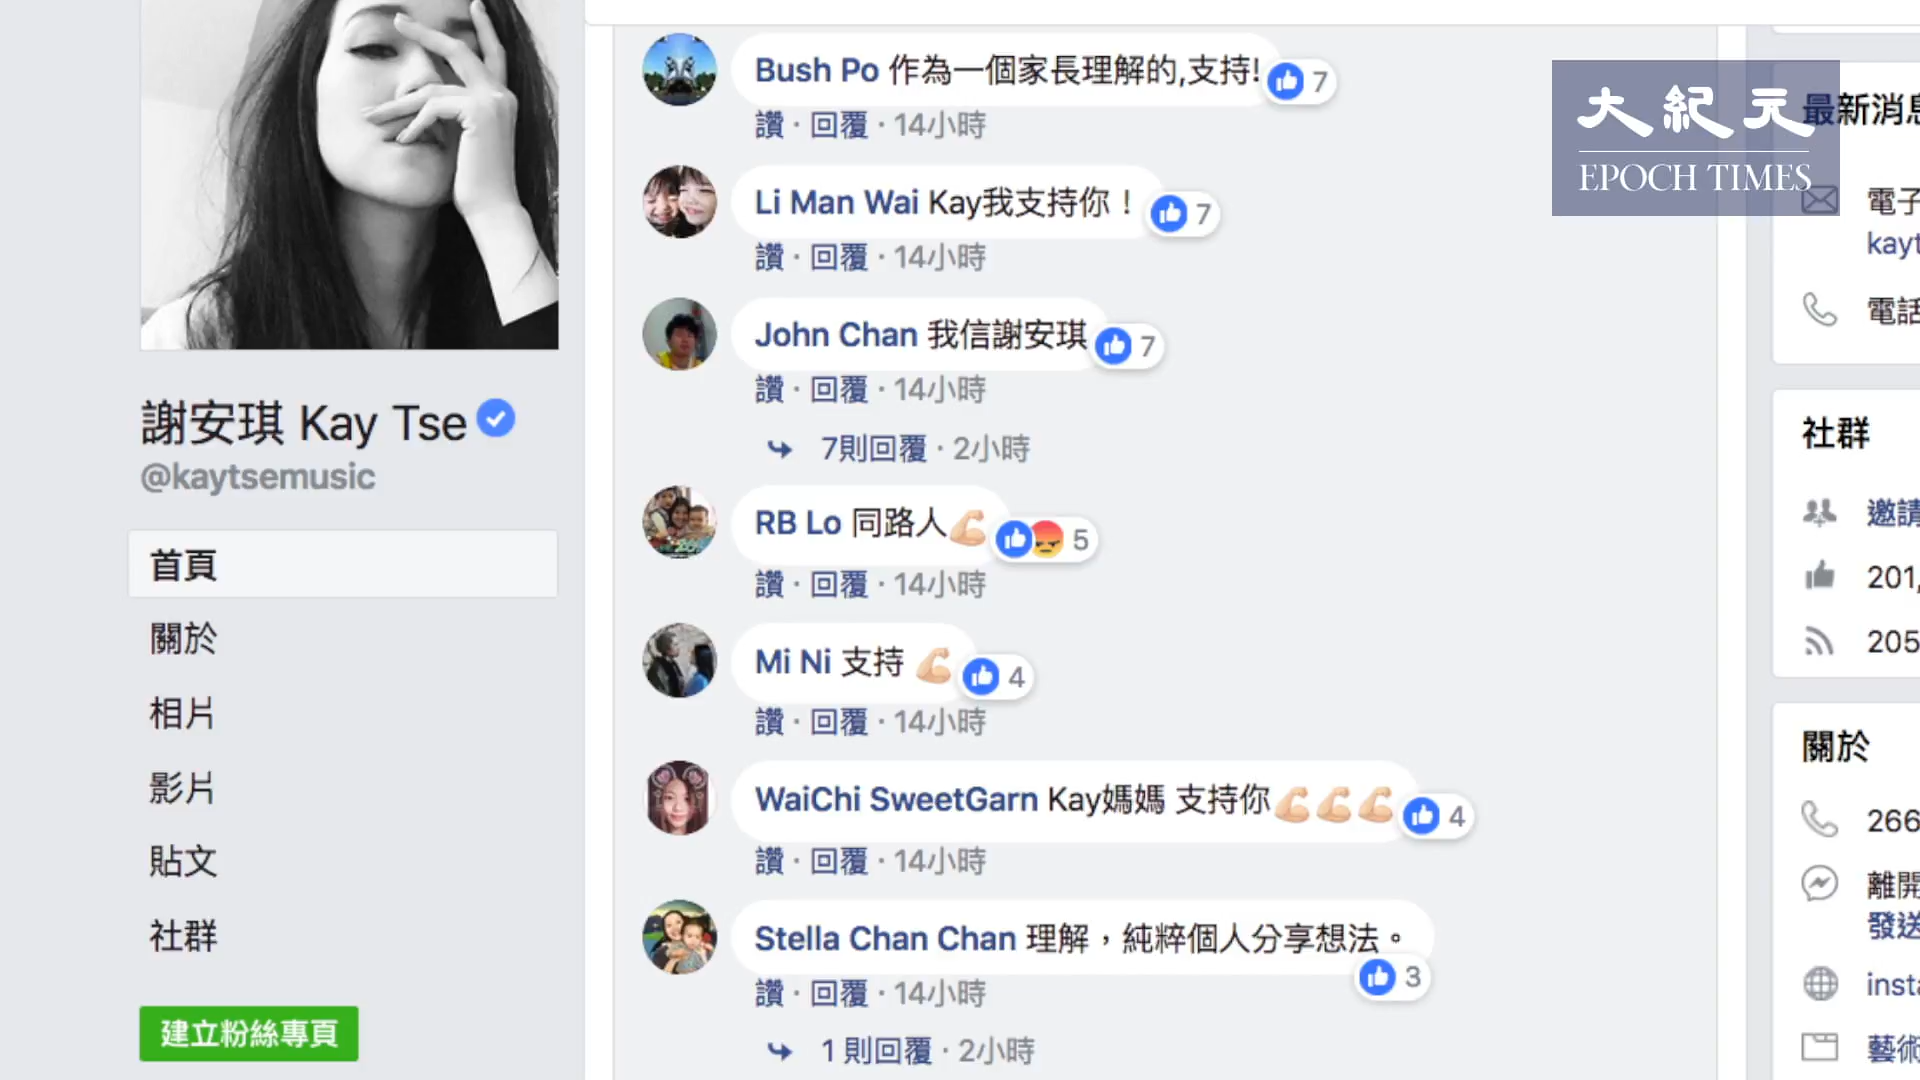 謝安琪 Kay Tse
@kaytsemusic
首頁
關於
相片
影片
貼文
社群
建立粉絲專頁
Bush Po 作為一個家長理解的,支持!
7
讚 · 回覆 · 14小時
Li Man Wai Kay我支持你！
7
讚 · 回覆 · 14小時
John Chan 我信謝安琪
7
讚 · 回覆 · 14小時
7則回覆 · 2小時
RB Lo 同路人💪🏻
5
讚 · 回覆 · 14小時
Mi Ni 支持 💪🏻
4
讚 · 回覆 · 14小時
WaiChi SweetGarn Kay媽媽 支持你💪🏻💪🏻💪🏻
4
讚 · 回覆 · 14小時
Stella Chan Chan 理解，純粹個人分享想法。
3
讚 · 回覆 · 14小時
1 則回覆 · 2小時
大紀元
EPOCH TIMES
最新消息
電子
kayt
電話
社群
邀請
201,
205
關於
266
離開
發送
insta
藝術